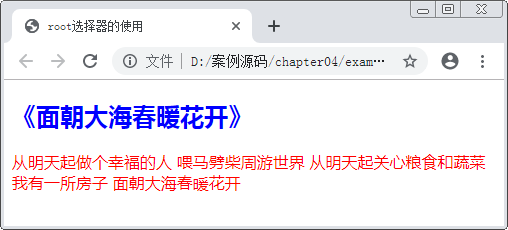 root选择器的使用
文件 | D:/案例源码/chapter04/exam…
《面朝大海春暖花开》
从明天起做个幸福的人 喂马劈柴周游世界 从明天起关心粮食和蔬菜
我有一所房子 面朝大海春暖花开